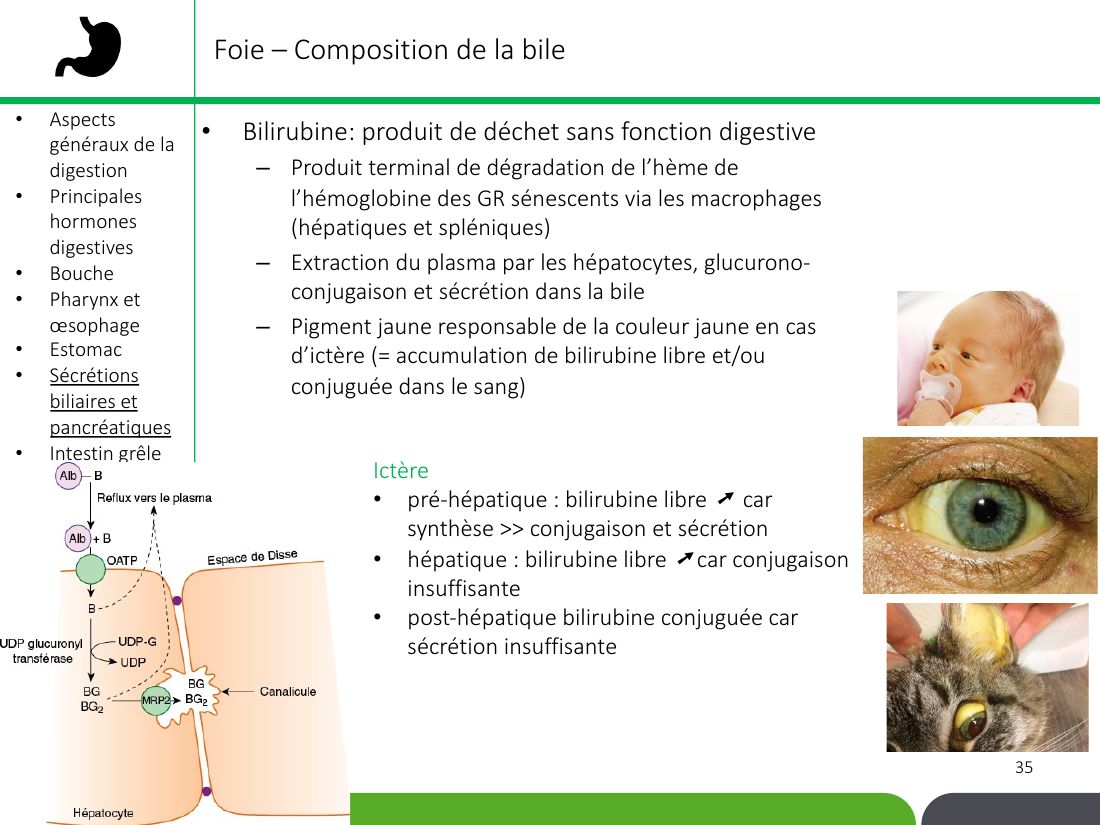 Foie – Composition de la bile
• Aspects
généraux de la
digestion
• Principales
hormones
digestives
• Bouche
• Pharynx et
œsophage
• Estomac
• Sécrétions
biliaires et
pancréatiques
• Intestin grêle
• Bilirubine: produit de déchet sans fonction digestive
– Produit terminal de dégradation de l’hème de
l’hémoglobine des GR sénescents via les macrophages
(hépatiques et spléniques)
– Extraction du plasma par les hépatocytes, glucurono-
conjugaison et sécrétion dans la bile
– Pigment jaune responsable de la couleur jaune en cas
d’ictère (= accumulation de bilirubine libre et/ou
conjuguée dans le sang)
Ictère
• pré-hépatique : bilirubine libre ➚ car
synthèse >> conjugaison et sécrétion
• hépatique : bilirubine libre ➚ car conjugaison
insuffisante
• post-hépatique bilirubine conjuguée car
sécrétion insuffisante
Alb B
Reflux vers le plasma
Alb + B
OATP
Espace de Disse
B
UDP glucuronyl
transférase
UDP-G
UDP
BG
BG2
MRP2
BG
BG2
Canalicule
Hépatocyte
35